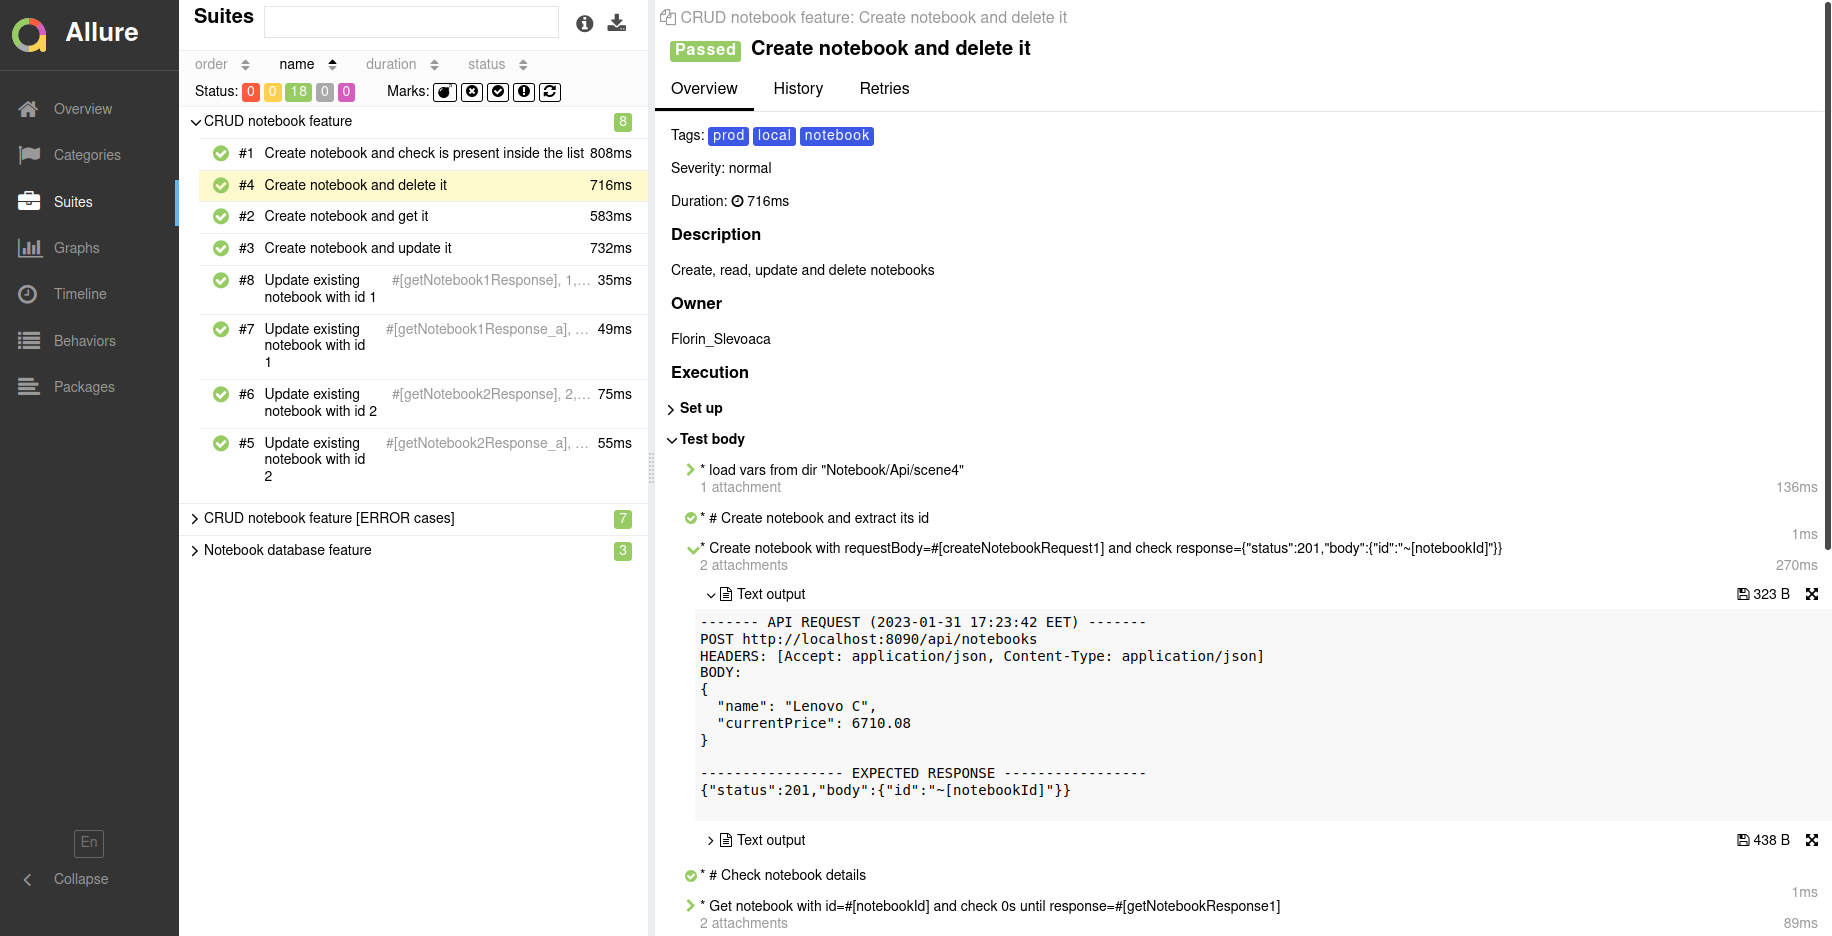 Allure
Overview
Categories
Suites
Graphs
Timeline
Behaviors
Packages
En
Collapse
Suites
order name duration status
Status: 0 0 18 0 0 Marks:
CRUD notebook feature 8
#1 Create notebook and check is present inside the list 808ms
#4 Create notebook and delete it 716ms
#2 Create notebook and get it 583ms
#3 Create notebook and update it 732ms
#8 Update existing #[getNotebook1Response], 1,... 35ms
notebook with id 1
#7 Update existing #[getNotebook1Response_a], ... 49ms
notebook with id
1
#6 Update existing #[getNotebook2Response], 2,... 75ms
notebook with id 2
#5 Update existing #[getNotebook2Response_a], ... 55ms
notebook with id
2
CRUD notebook feature [ERROR cases] 7
Notebook database feature 3
CRUD notebook feature: Create notebook and delete it
Passed Create notebook and delete it
Overview History Retries
Tags: prod local notebook
Severity: normal
Duration: 716ms
Description
Create, read, update and delete notebooks
Owner
Florin_Slevoaca
Execution
Set up
Test body
* load vars from dir "Notebook/Api/scene4"
1 attachment 136ms
* # Create notebook and extract its id
1ms
* Create notebook with requestBody=#[createNotebookRequest1] and check response={"status":201,"body":{"id":"~[notebookId]"}}
2 attachments 270ms
Text output 323 B
------- API REQUEST (2023-01-31 17:23:42 EET) -------
POST http://localhost:8090/api/notebooks
HEADERS: [Accept: application/json, Content-Type: application/json]
BODY:
{
"name": "Lenovo C",
"currentPrice": 6710.08
}
----------------- EXPECTED RESPONSE -----------------
{"status":201,"body":{"id":"~[notebookId]"}}
Text output 438 B
* # Check notebook details
1ms
* Get notebook with id=#[notebookId] and check 0s until response=#[getNotebookResponse1]
2 attachments 89ms